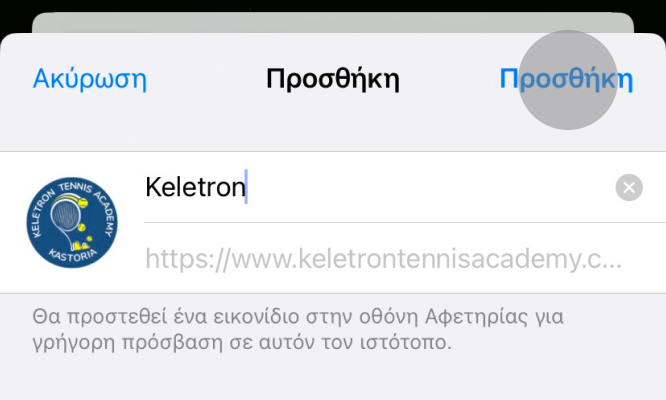 Ακύρωση Προσθήκη Προσθήκη
Keletron
KELETRON TENNIS ACADEMY
KASTORIA
https://www.keletrontennisacademy.c...
Θα προστεθεί ένα εικονίδιο στην οθόνη Αφετηρίας για
γρήγορη πρόσβαση σε αυτόν τον ιστότοπο.